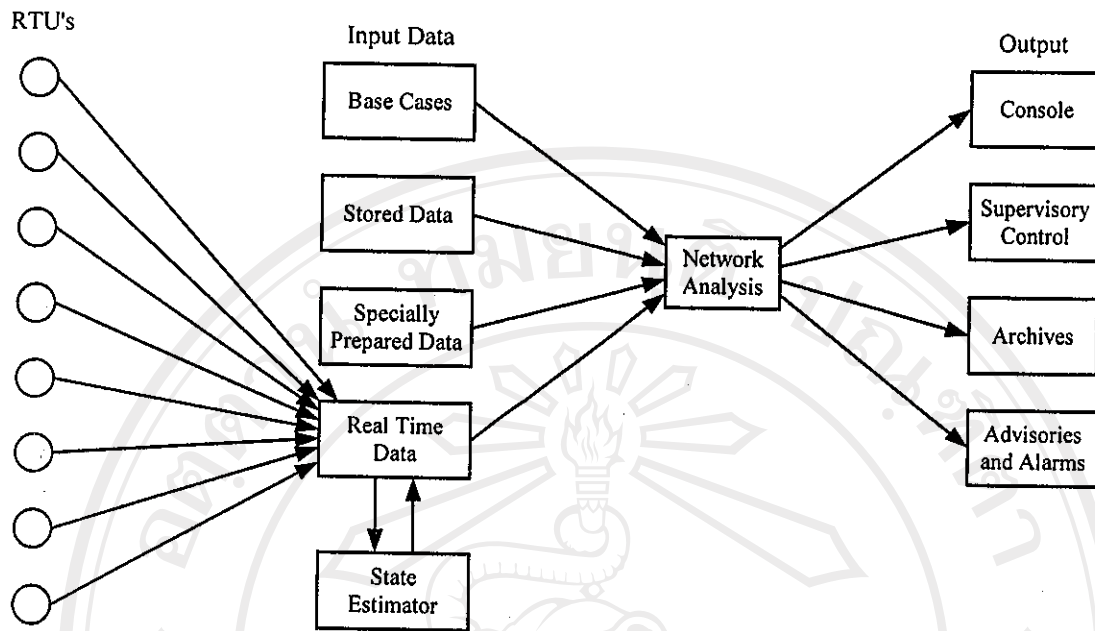 RTU's
Input Data
Output
Base Cases
Stored Data
Specially
Prepared Data
Real Time
Data
State
Estimator
Network
Analysis
Console
Supervisory
Control
Archives
Advisories
and Alarms